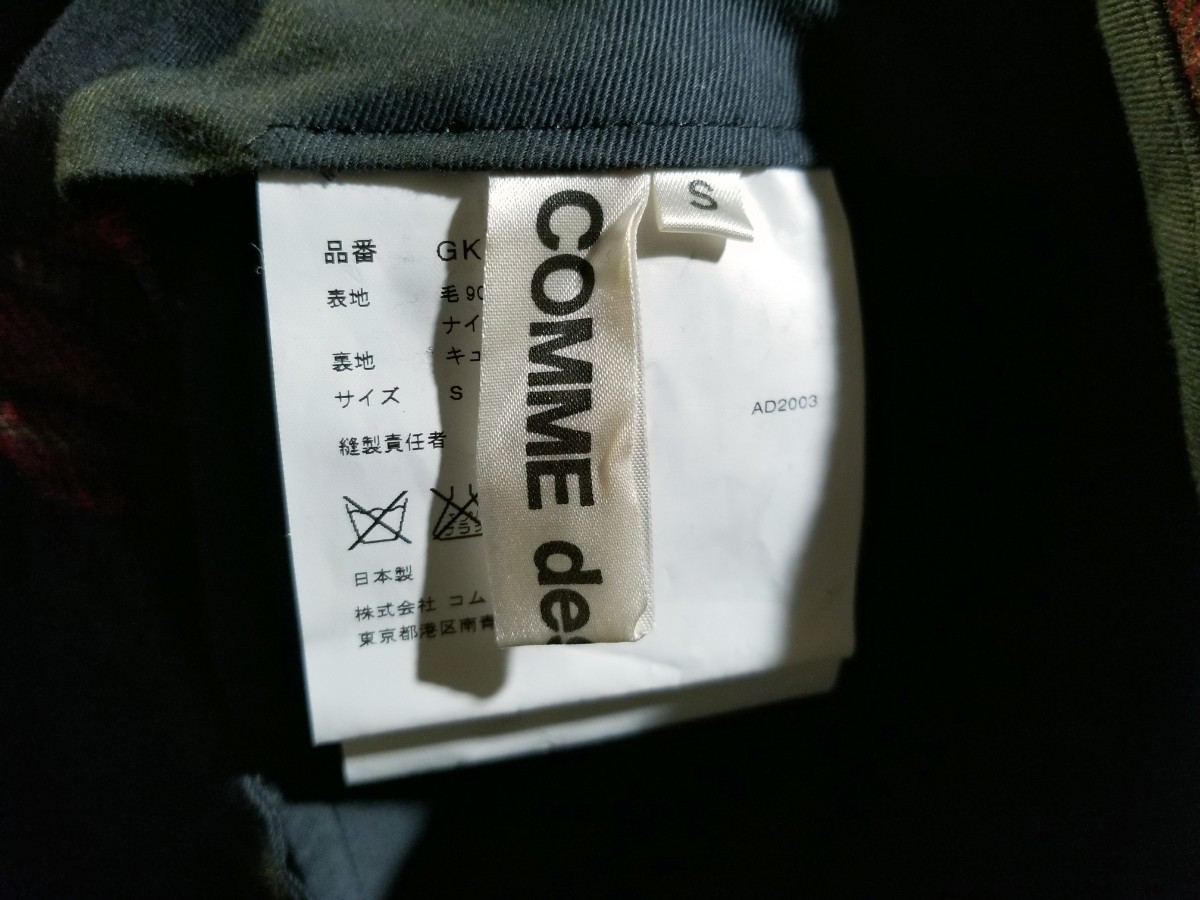 品番 GK
表地 毛90
ナイ
裏地 キュ
サイズ S
縫製責任者
日本製
株式会社 コム
東京都港区南青
COMME des
S
AD2003